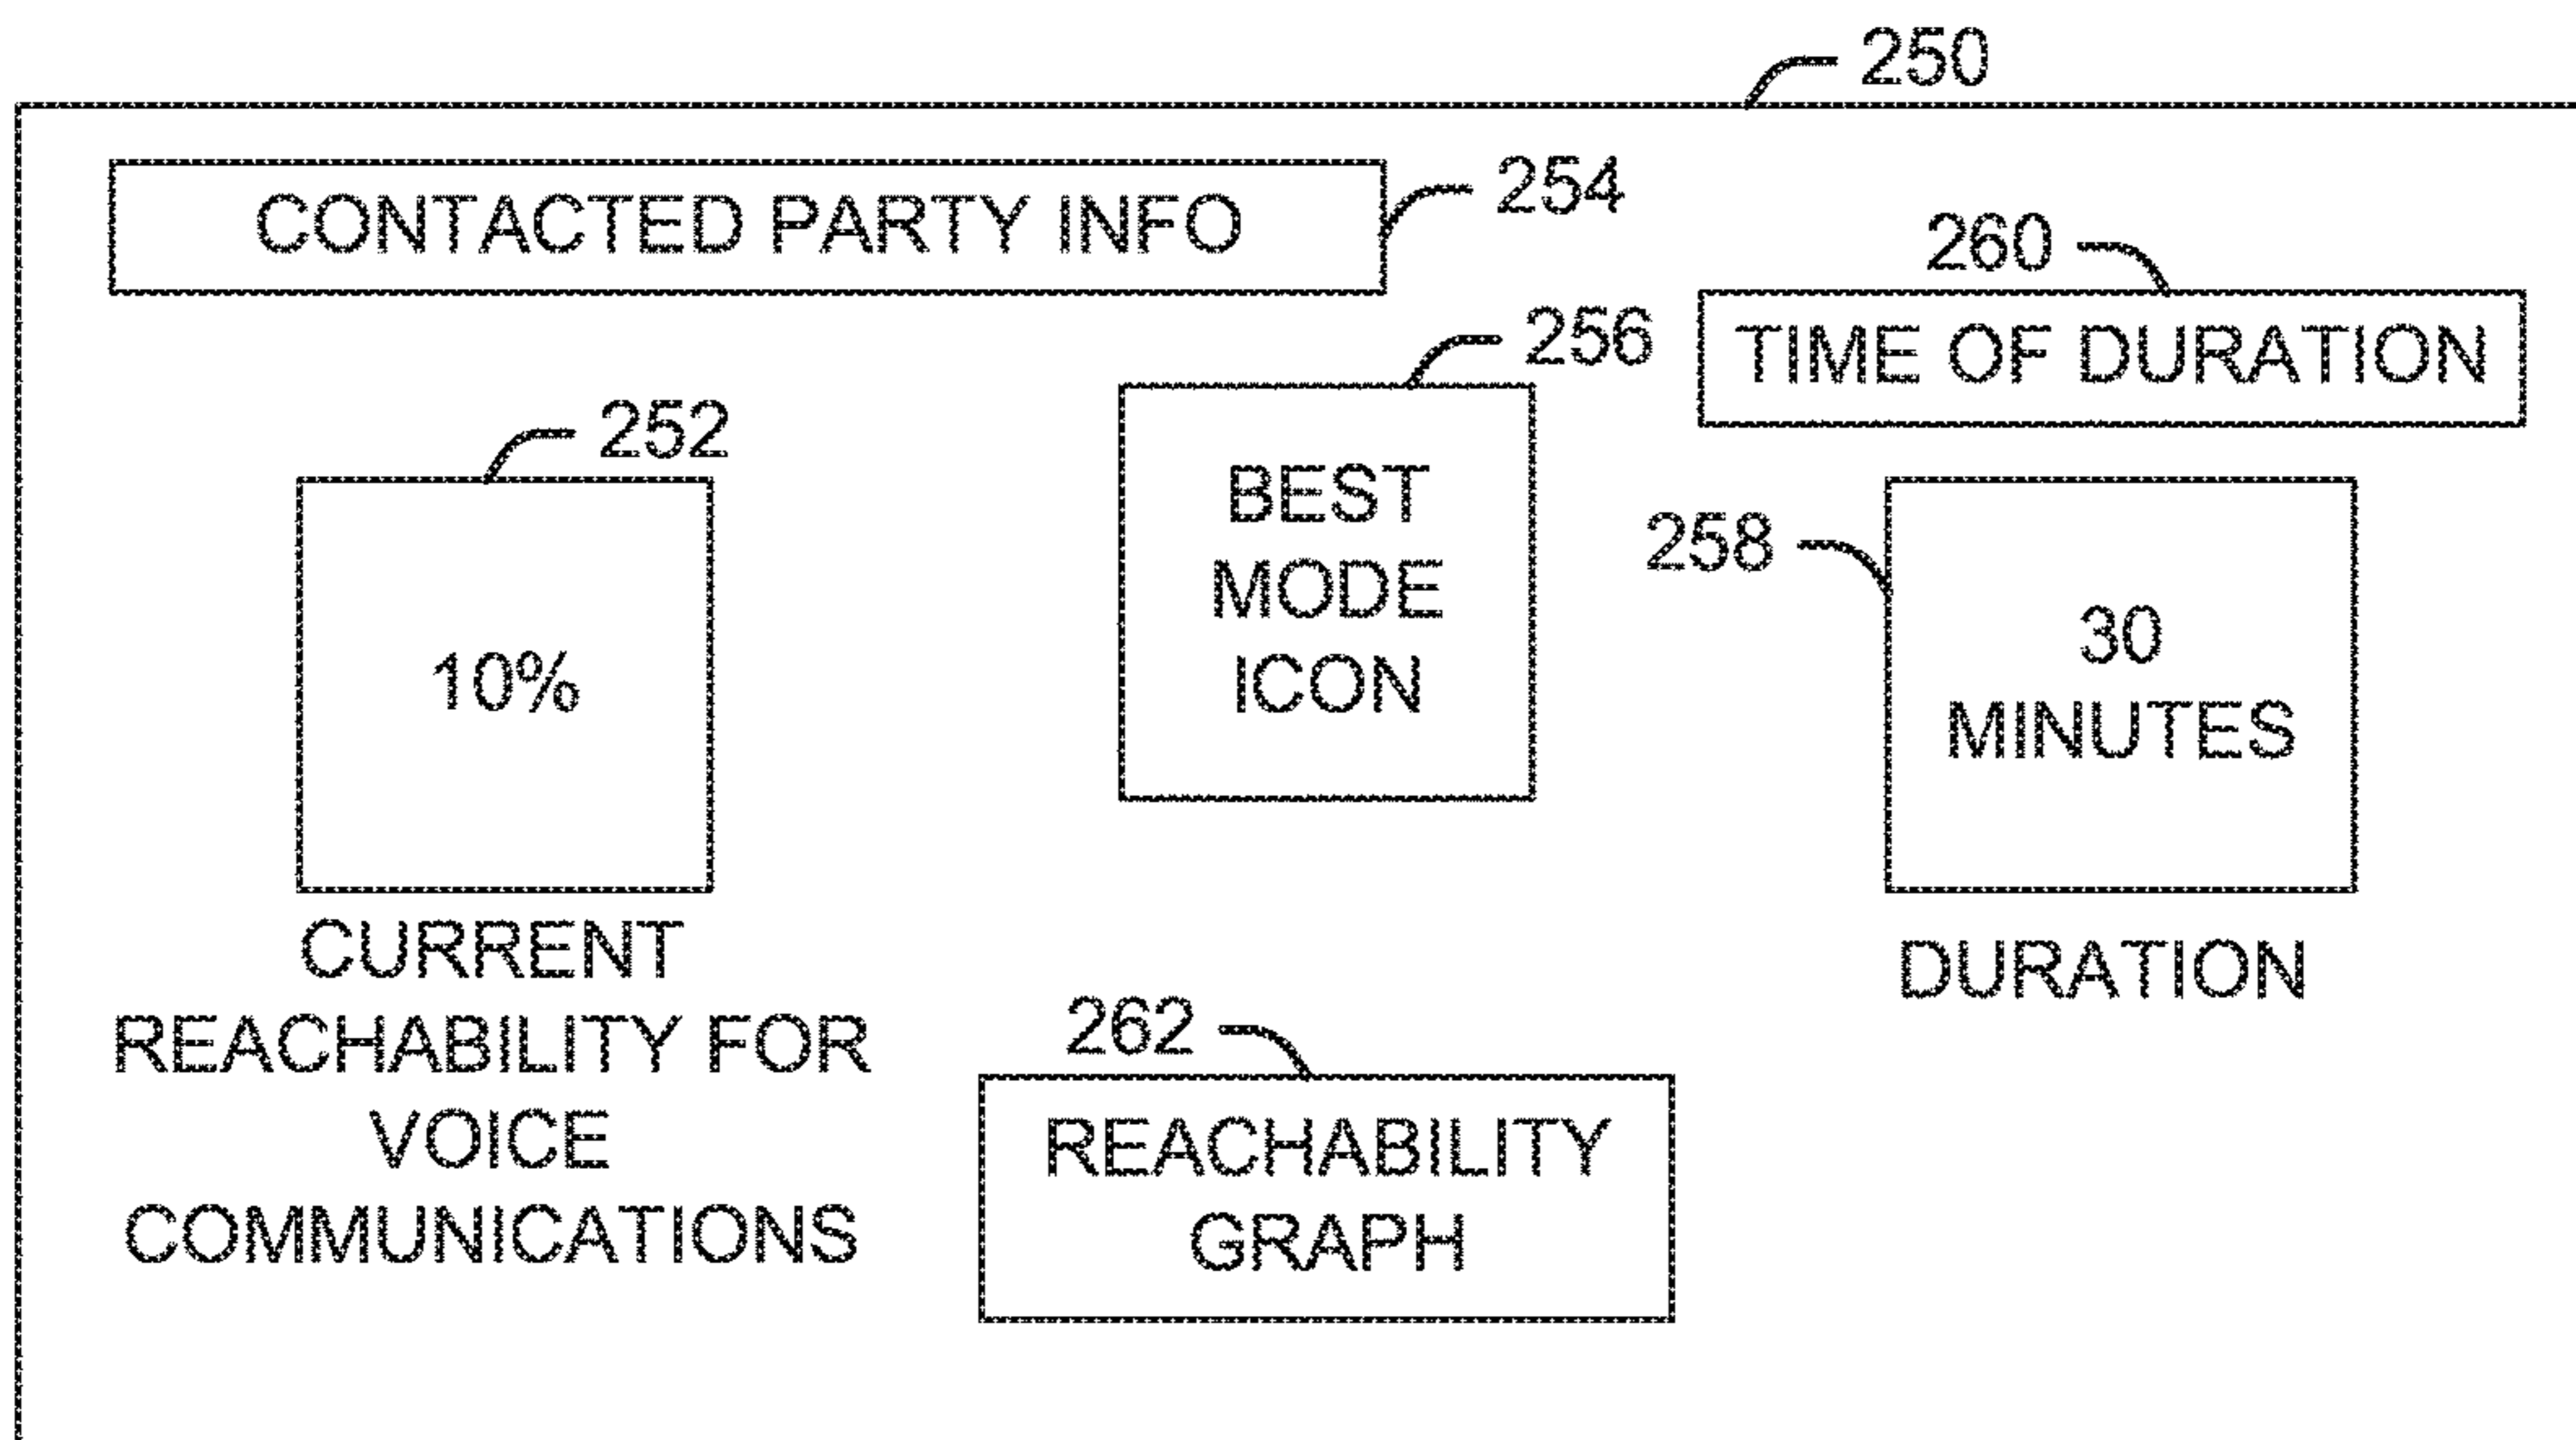 250
CONTACTED PARTY INFO
254
260
TIME OF DURATION
256
BEST
MODE
ICON
252
10%
CURRENT
REACHABILITY FOR
VOICE
COMMUNICATIONS
258
30
MINUTES
DURATION
262
REACHABILITY
GRAPH